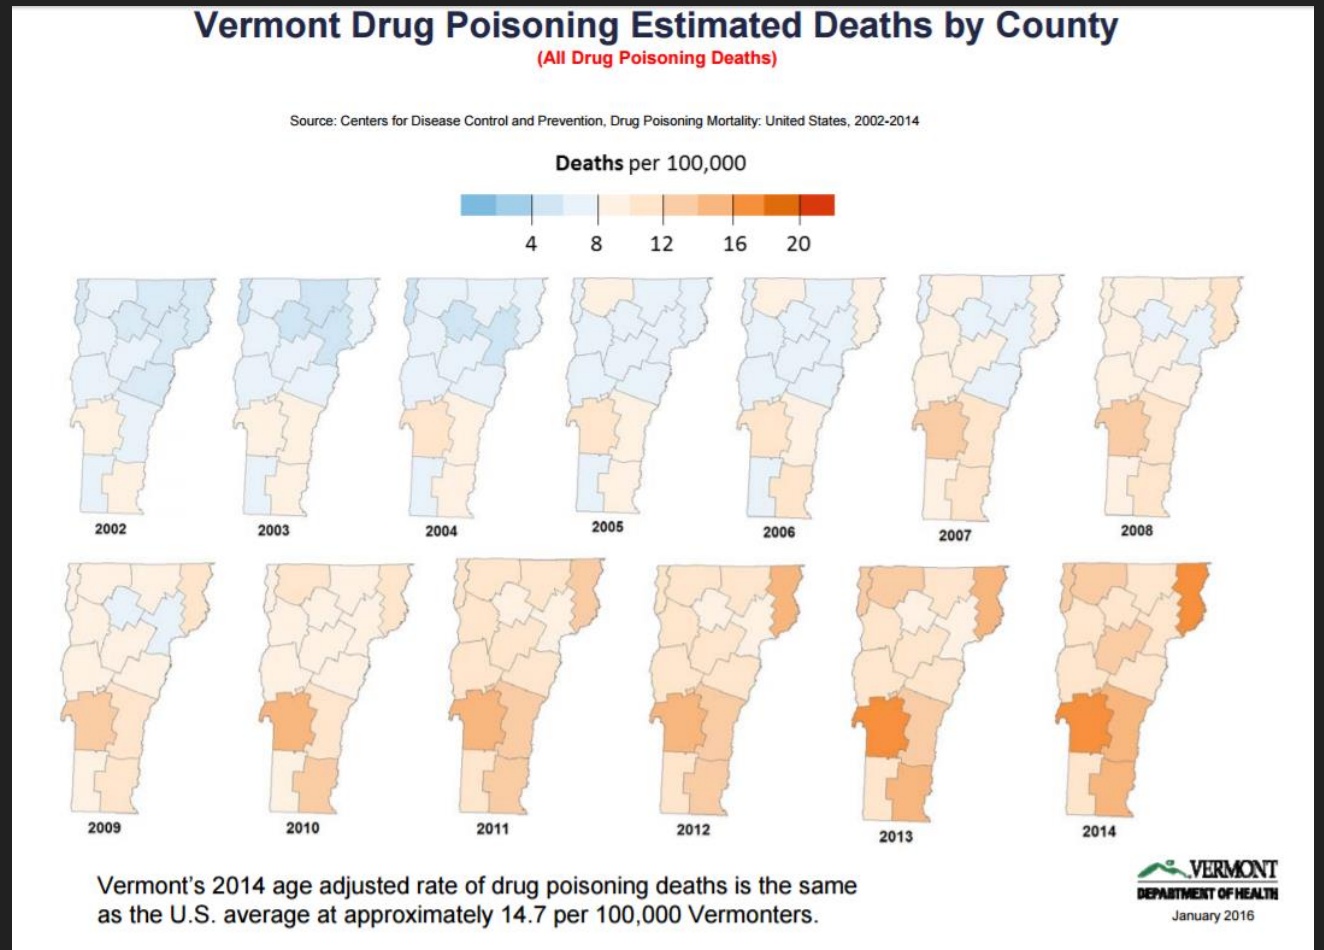 Vermont Drug Poisoning Estimated Deaths by County
(All Drug Poisoning Deaths)
Source: Centers for Disease Control and Prevention, Drug Poisoning Mortality: United States, 2002-2014
Deaths per 100,000
4 8 12 16 20
2002 2003 2004 2005 2006 2007 2008
2009 2010 2011 2012 2013 2014
Vermont's 2014 age adjusted rate of drug poisoning deaths is the same
as the U.S. average at approximately 14.7 per 100,000 Vermonters.
VERMONT
DEPARTMENT OF HEALTH
January 2016